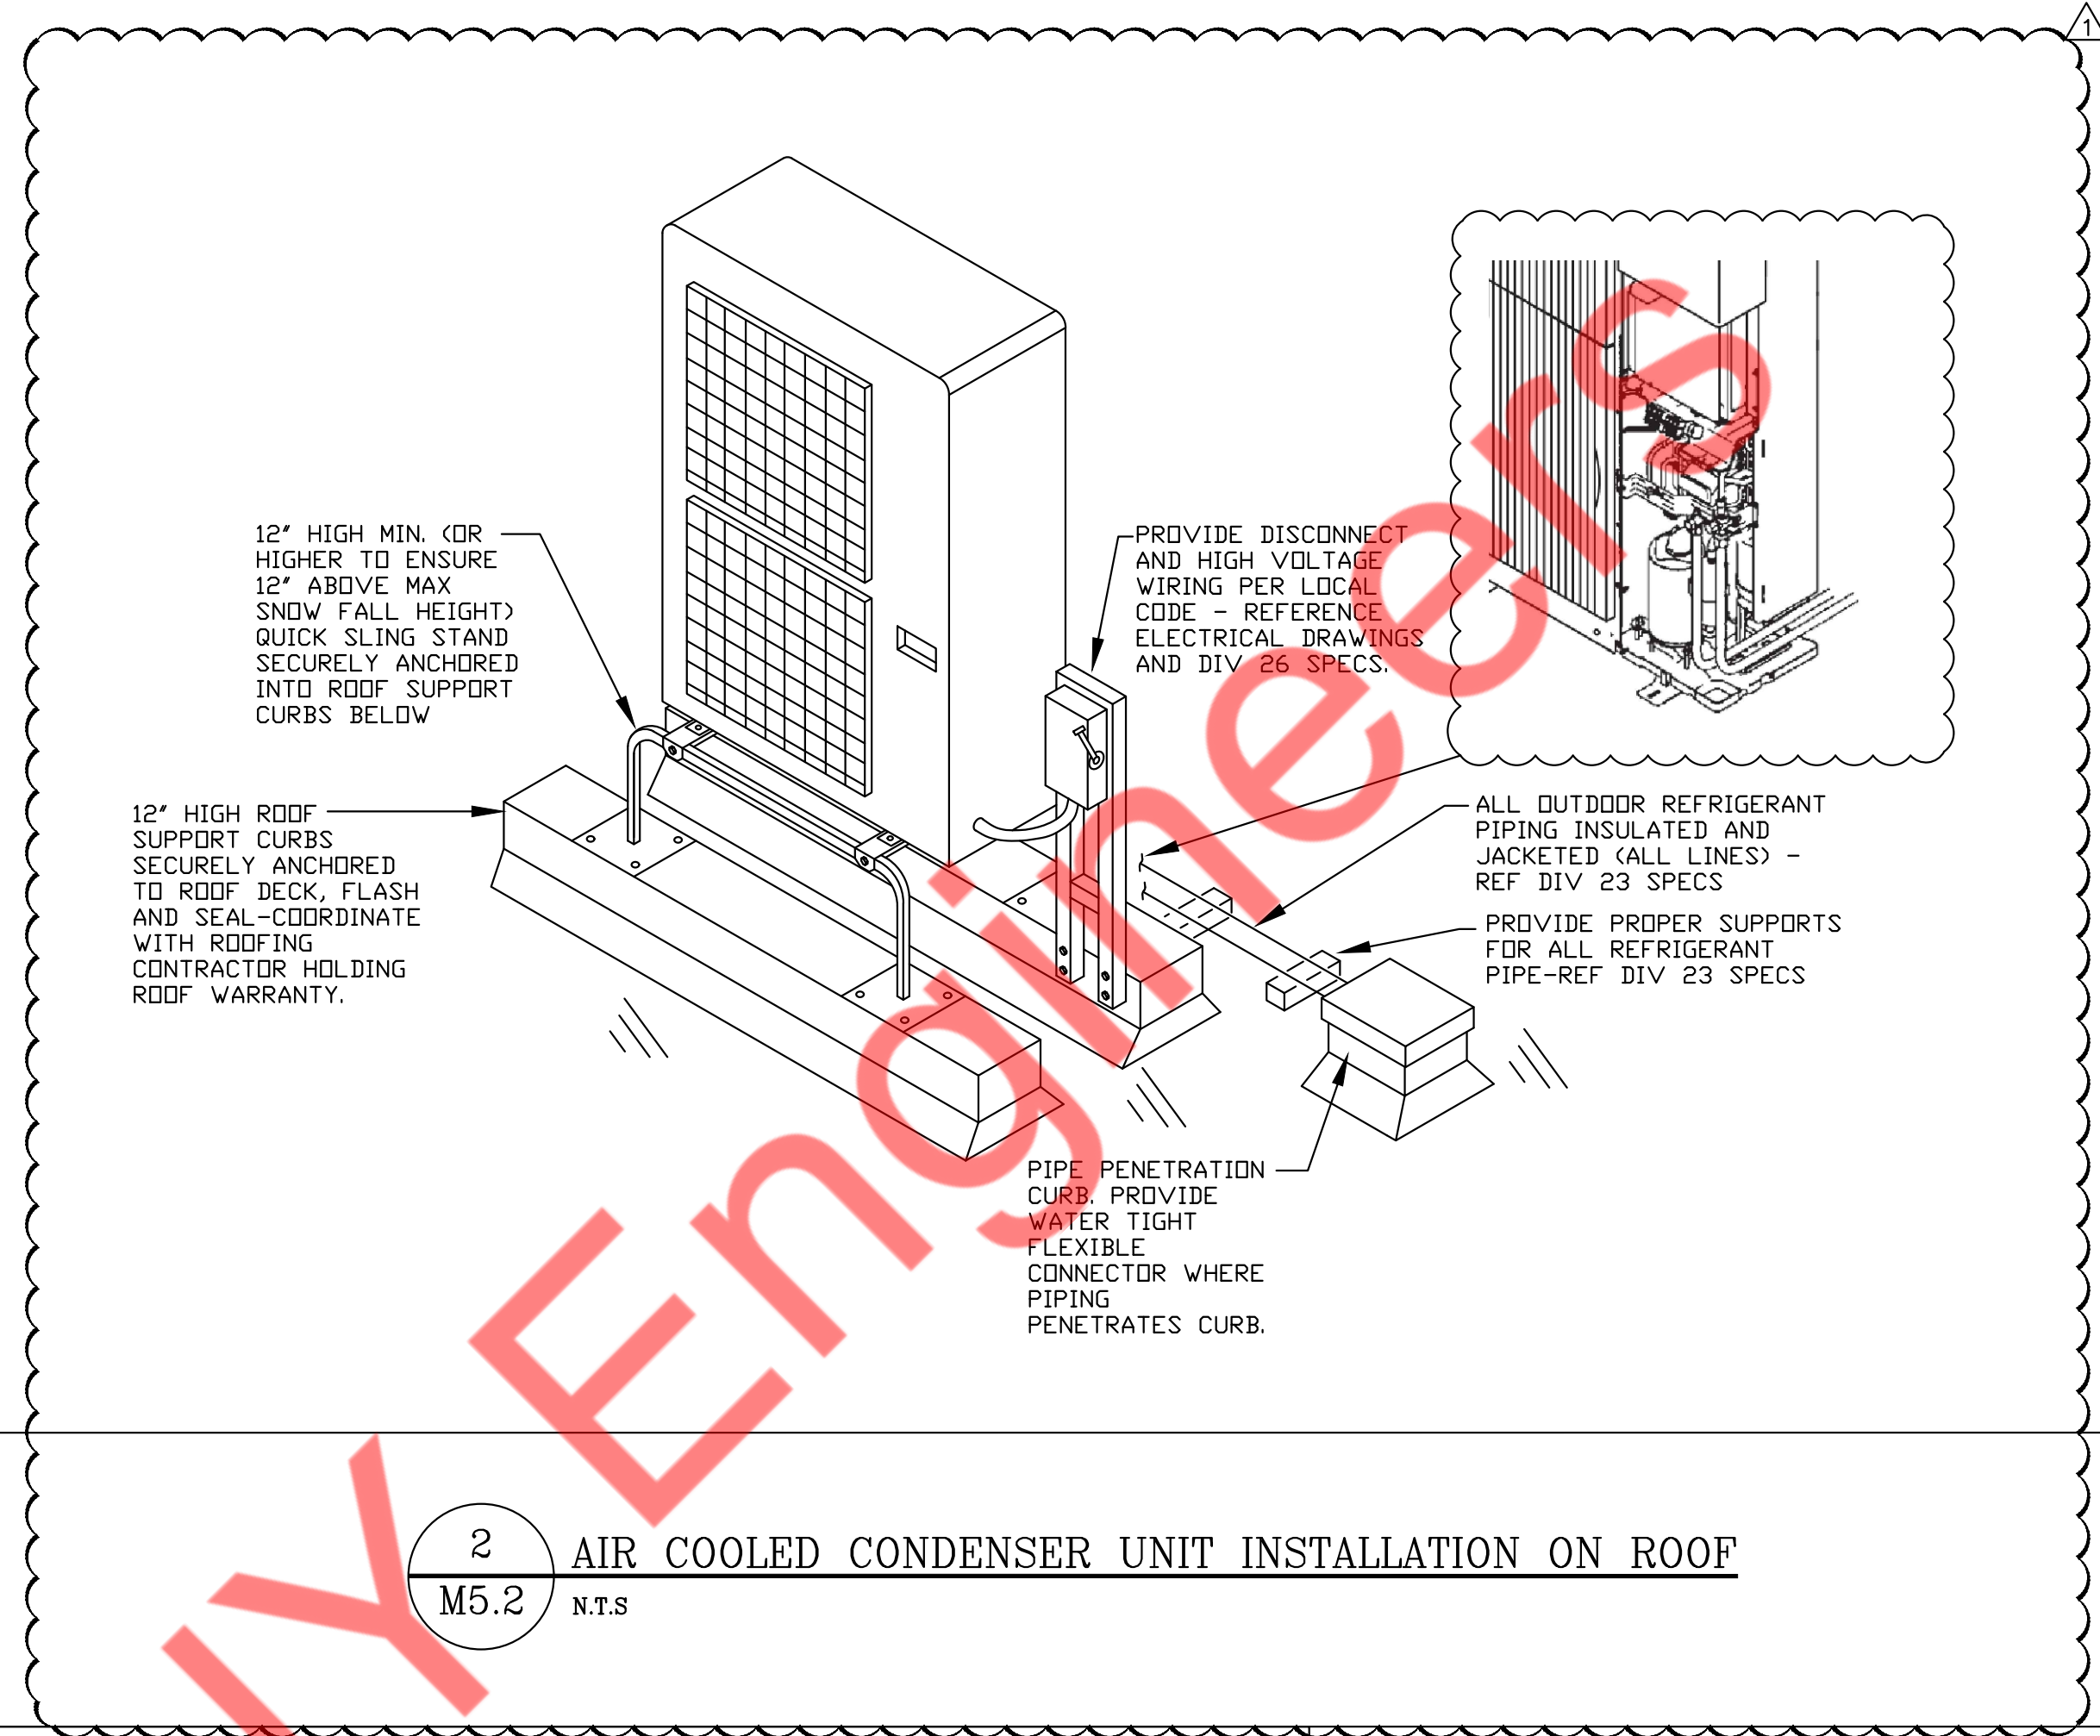 1
12" HIGH MIN. (OR
HIGHER TO ENSURE
12" ABOVE MAX
SNOW FALL HEIGHT)
QUICK SLING STAND
SECURELY ANCHORED
INTO ROOF SUPPORT
CURBS BELOW
PROVIDE DISCONNECT
AND HIGH VOLTAGE
WIRING PER LOCAL
CODE - REFERENCE
ELECTRICAL DRAWINGS
AND DIV 26 SPECS.
12" HIGH ROOF
SUPPORT CURBS
SECURELY ANCHORED
TO ROOF DECK, FLASH
AND SEAL-COORDINATE
WITH ROOFING
CONTRACTOR HOLDING
ROOF WARRANTY.
ALL OUTDOOR REFRIGERANT
PIPING INSULATED AND
JACKETED (ALL LINES) -
REF DIV 23 SPECS
PROVIDE PROPER SUPPORTS
FOR ALL REFRIGERANT
PIPE-REF DIV 23 SPECS
PIPE PENETRATION
CURB. PROVIDE
WATER TIGHT
FLEXIBLE
CONNECTOR WHERE
PIPING
PENETRATES CURB.
2
M5.2
AIR COOLED CONDENSER UNIT INSTALLATION ON ROOF
N.T.S
Y Engineers